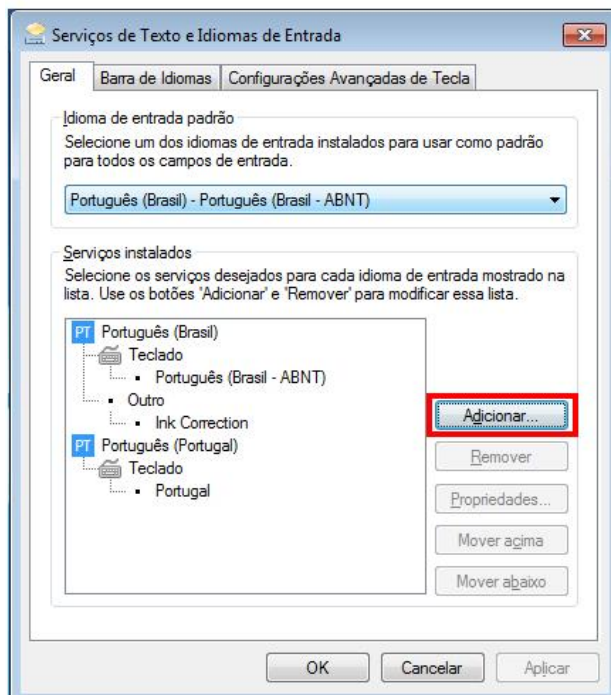 Serviços de Texto e Idiomas de Entrada
Geral
Barra de Idiomas
Configurações Avançadas de Tecla
Idioma de entrada padrão
Selecione um dos idiomas de entrada instalados para usar como padrão
para todos os campos de entrada.
Português (Brasil) - Português (Brasil - ABNT)
Serviços instalados
Selecione os serviços desejados para cada idioma de entrada mostrado na
lista. Use os botões 'Adicionar' e 'Remover' para modificar essa lista.
PT Português (Brasil)
Teclado
Português (Brasil - ABNT)
Outro
Ink Correction
PT Português (Portugal)
Teclado
Portugal
Adicionar...
Remover
Propriedades...
Mover acima
Mover abaixo
OK
Cancelar
Aplicar